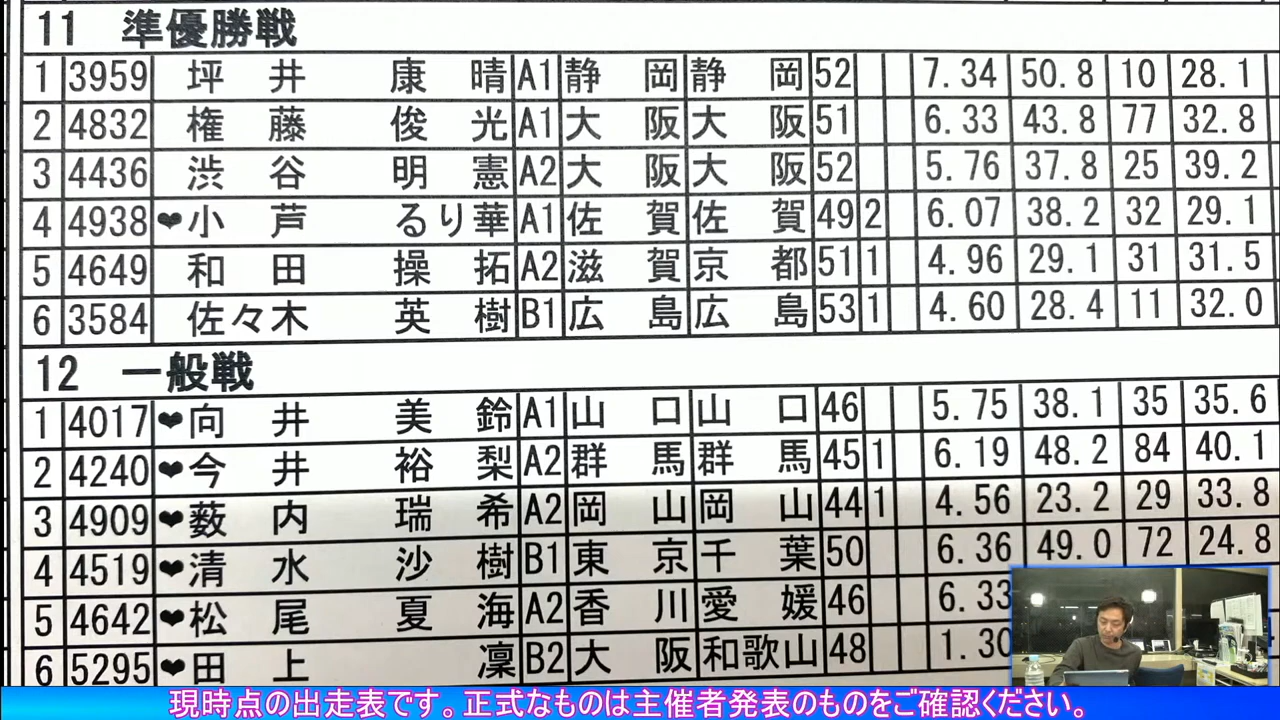 11 準優勝戦
1 3959 坪井 康晴 A1 静岡 静岡 52 7.34 50.8 10 28.1
2 4832 権藤 俊光 A1 大阪 大阪 51 6.33 43.8 77 32.8
3 4436 渋谷 明憲 A2 大阪 大阪 52 5.76 37.8 25 39.2
4 4938 ❤小芦 るり華 A1 佐賀 佐賀 49 2 6.07 38.2 32 29.1
5 4649 和田 操拓 A2 滋賀 京都 51 1 4.96 29.1 31 31.5
6 3584 佐々木 英樹 B1 広島 広島 53 1 4.60 28.4 11 32.0
12 一般戦
1 4017 ❤向井 美鈴 A1 山口 山口 46 5.75 38.1 35 35.6
2 4240 ❤今井 裕梨 A2 群馬 群馬 45 1 6.19 48.2 84 40.1
3 4909 ❤薮内 瑞希 A2 岡山 岡山 44 1 4.56 23.2 29 33.8
4 4519 ❤清水 沙樹 B1 東京 千葉 50 6.36 49.0 72 24.8
5 4642 ❤松尾 夏海 A2 香川 愛媛 46 6.33
6 5295 ❤田上 凜 B2 大阪 和歌山 48 1.30
現時点の出走表です。正式なものは主催者発表のものをご確認ください。